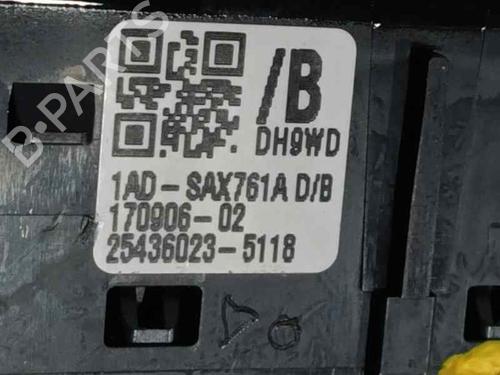 B-PARTS
/B
DH9WD
1AD-SAX761A D/B
170906-02
25436023-5118